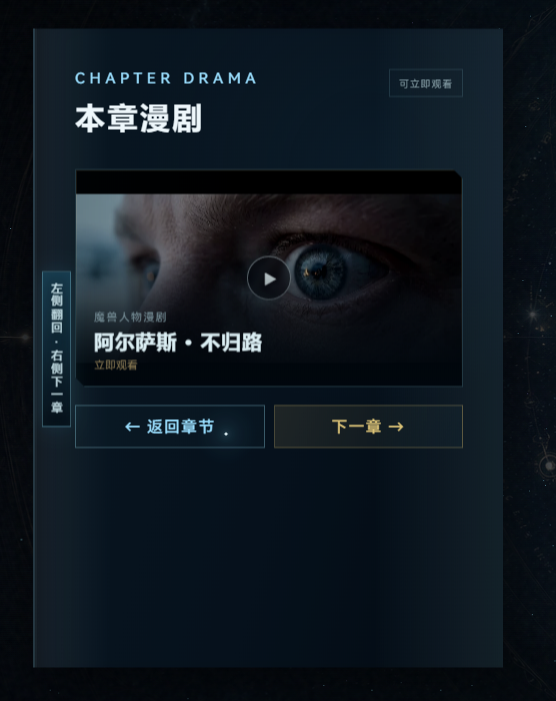 CHAPTER DRAMA
可立即观看
本章漫剧
魔兽人物漫剧
阿尔萨斯·不归路
立即观看
左侧翻回·右侧下一章
← 返回章节
下一章 →